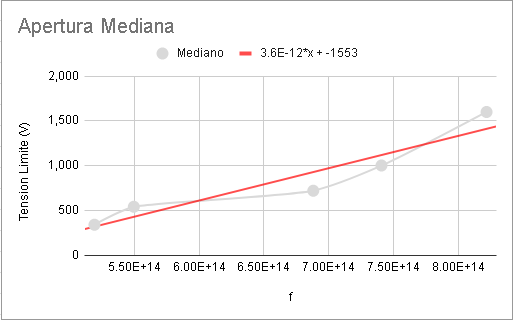 Apertura Mediana
Mediano 3.6E-12*x + -1553
2,000
1,500
1,000
500
0
Tension Limite (V)
5.50E+14 6.00E+14 6.50E+14 7.00E+14 7.50E+14 8.00E+14
f